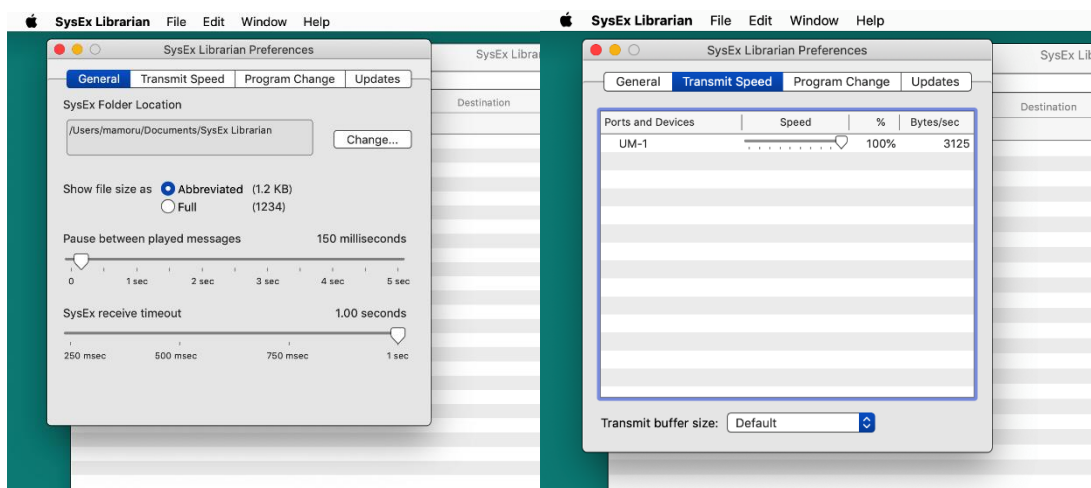 SysEx Librarian File Edit Window Help
SysEx Librarian Preferences
SysEx Libra
General Transmit Speed Program Change Updates
SysEx Folder Location
/Users/mamoru/Documents/SysEx Librarian
Change...
Destination
Show file size as Abbreviated (1.2 KB)
Full (1234)
Pause between played messages 150 milliseconds
0 1 sec 2 sec 3 sec 4 sec 5 sec
SysEx receive timeout 1.00 seconds
250 msec 500 msec 750 msec 1 sec
SysEx Librarian File Edit Window Help
SysEx Librarian Preferences
SysEx Lib
General Transmit Speed Program Change Updates
Destination
Ports and Devices Speed % Bytes/sec
UM-1 100% 3125
Transmit buffer size: Default